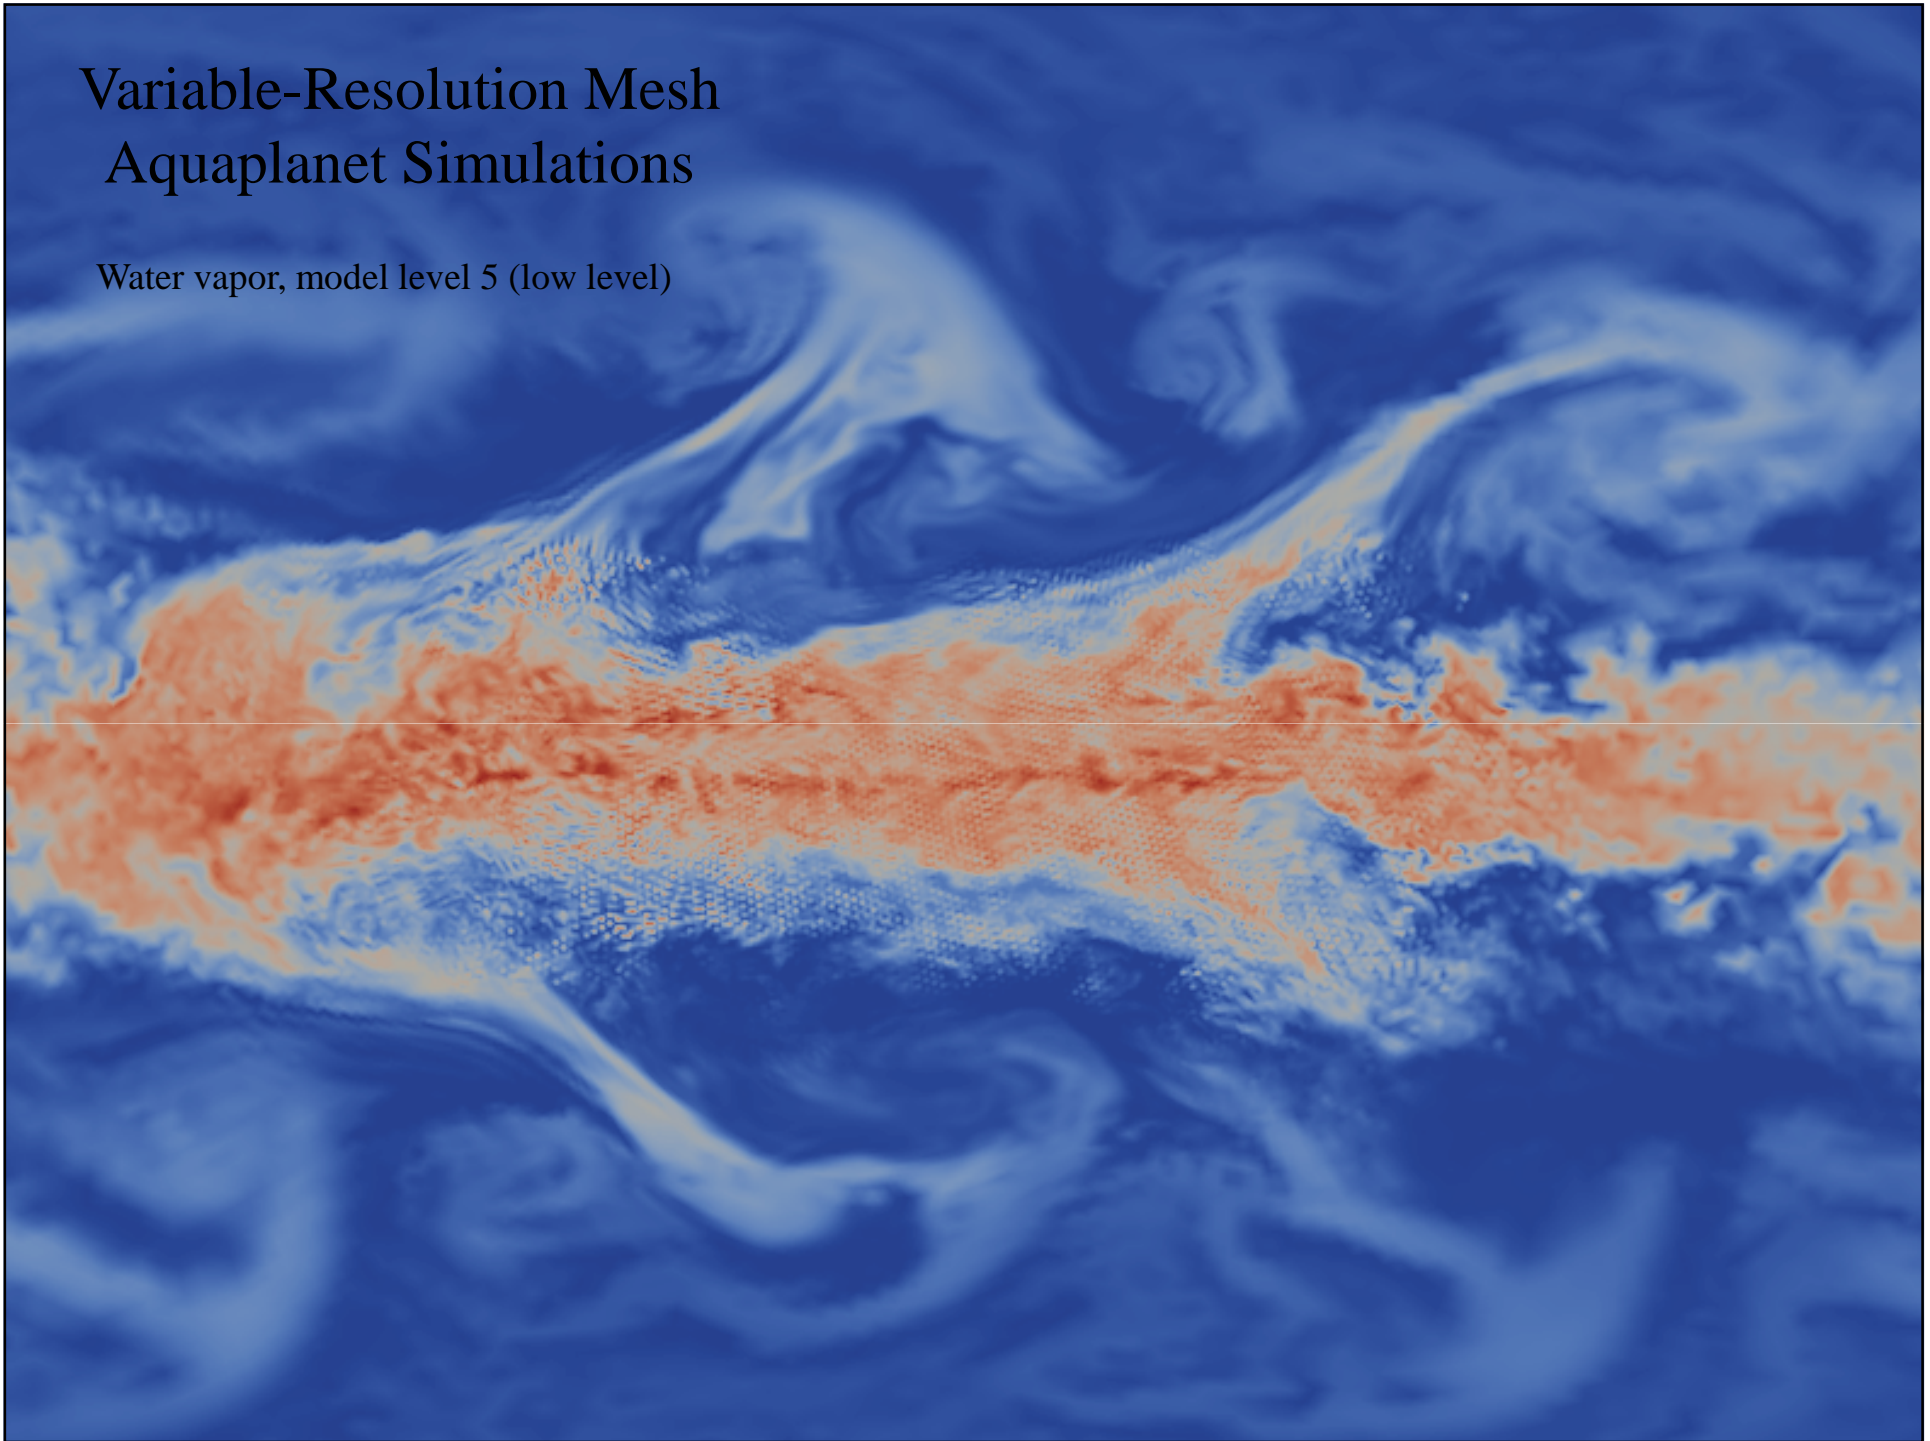 Variable-Resolution Mesh
Aquaplanet Simulations
Water vapor, model level 5 (low level)